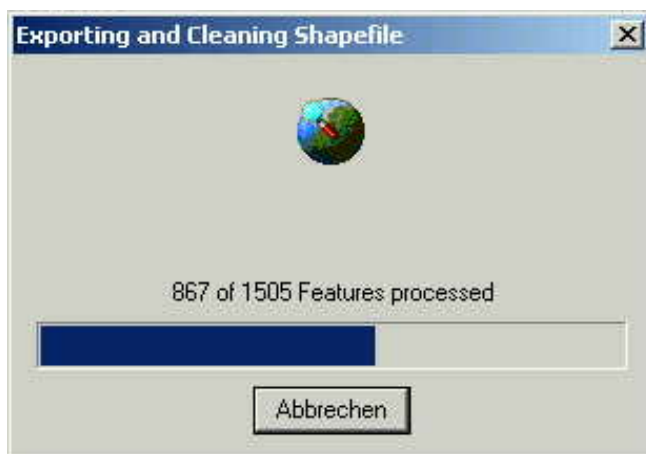 Exporting and Cleaning Shapefile
867 of 1505 Features processed
Abbrechen